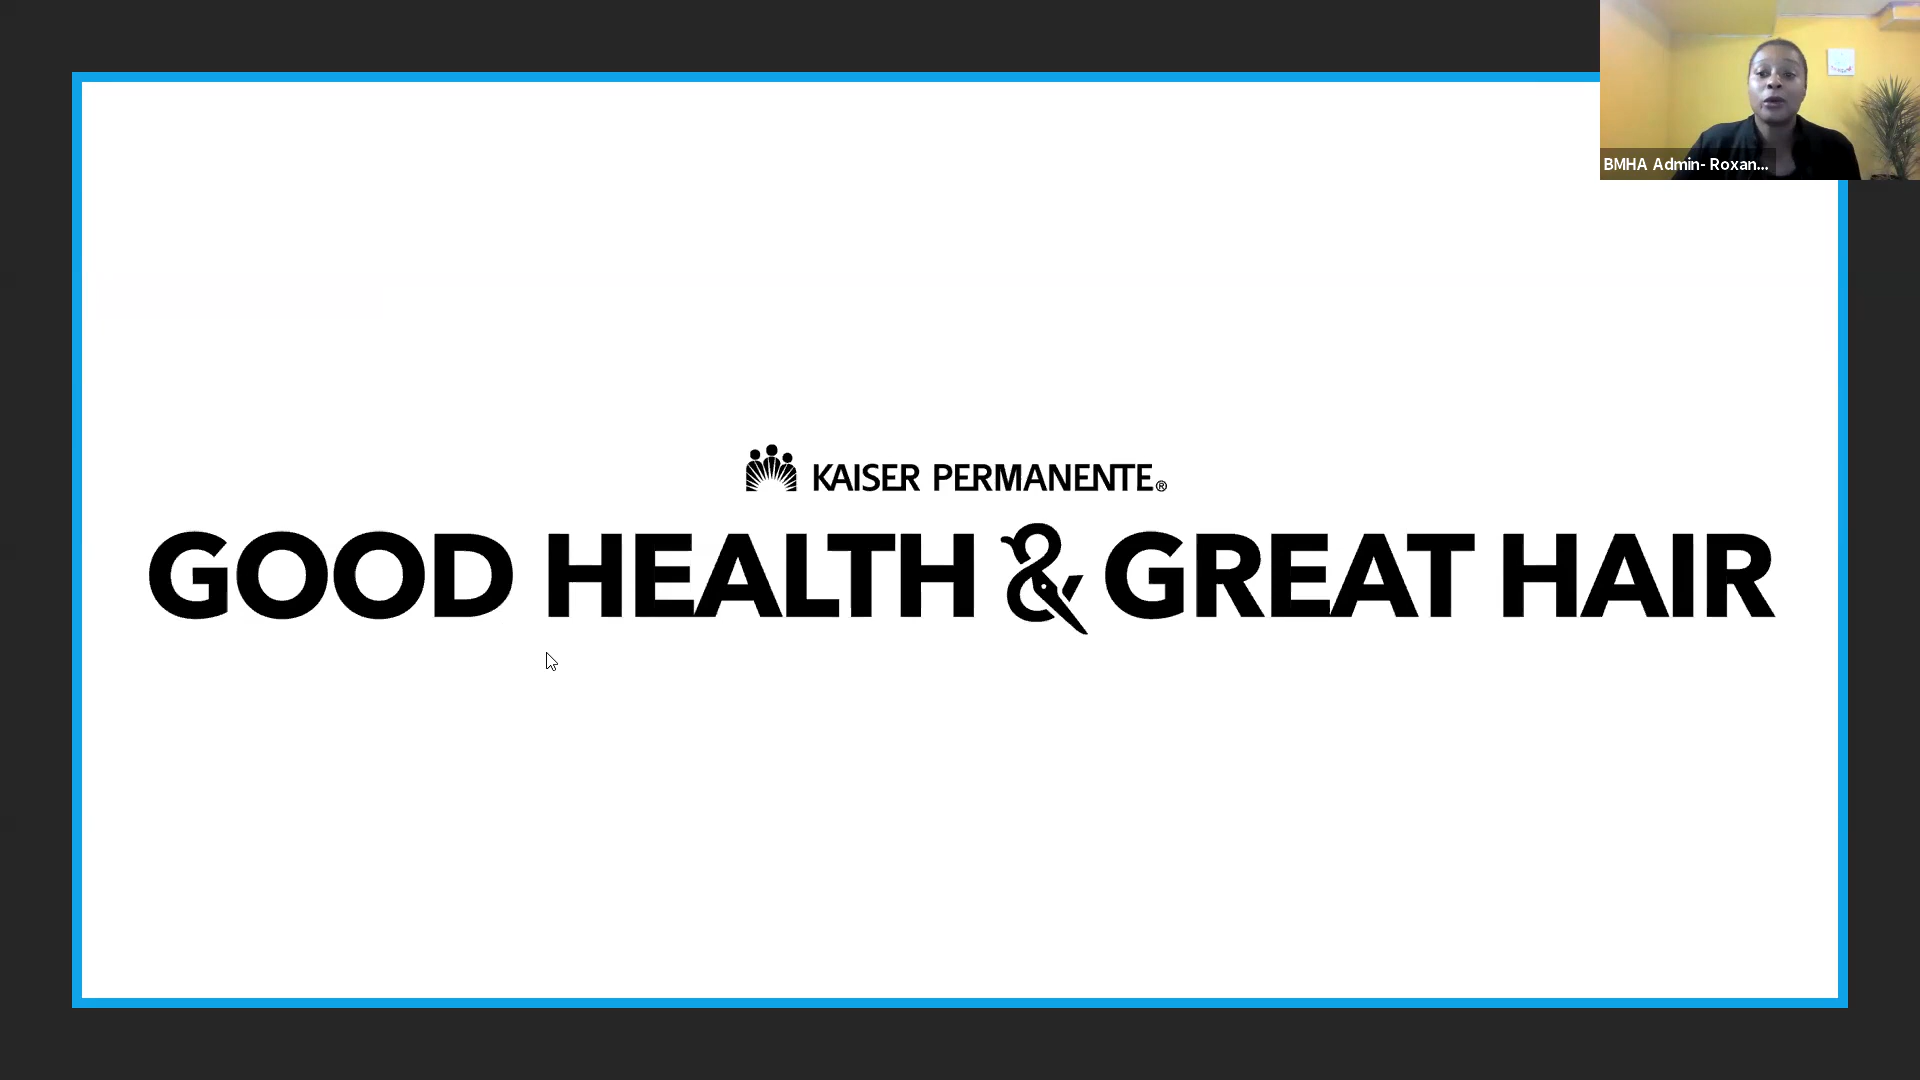 BMHA Admin- Roxan...
KAISER PERMANENTE®
GOOD HEALTH & GREAT HAIR